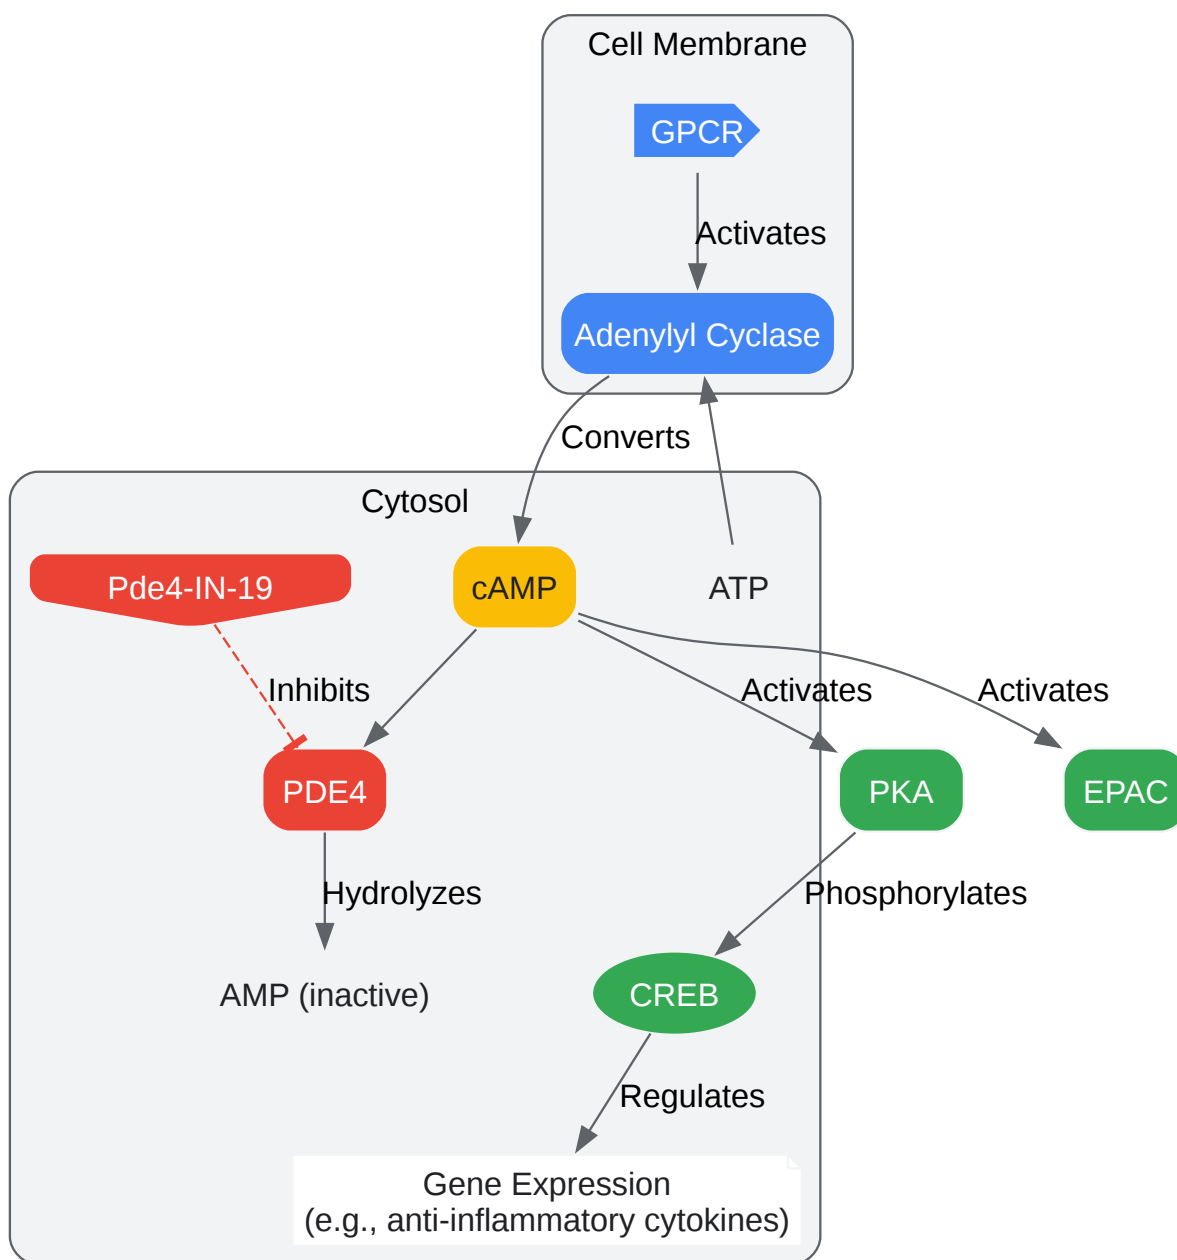 Cell Membrane
GPCR
Activates
Adenylyl Cyclase
Converts
Cytosol
Pde4-IN-19
cAMP
ATP
Inhibits
Activates
Activates
PDE4
PKA
EPAC
Hydrolyzes
Phosphorylates
AMP (inactive)
CREB
Regulates
Gene Expression
(e.g., anti-inflammatory cytokines)